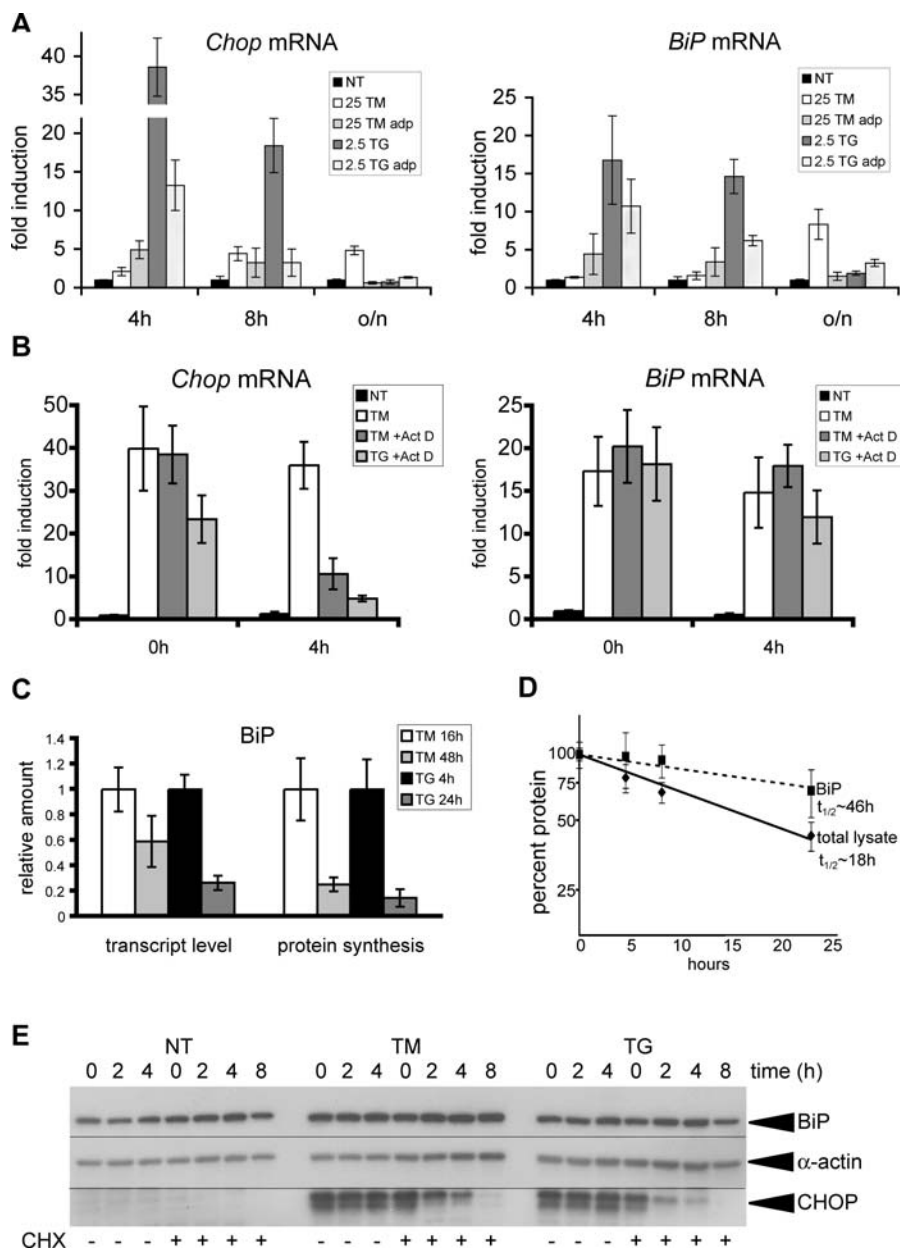 A
Chop mRNA
fold induction
40
35
20
15
10
5
0
NT
25 TM
25 TM adp
2.5 TG
2.5 TG adp
4h 8h o/n
BiP mRNA
fold induction
25
20
15
10
5
0
NT
25 TM
25 TM adp
2.5 TG
2.5 TG adp
4h 8h o/n
B
Chop mRNA
fold induction
50
40
30
20
10
0
NT
TM
TM +Act D
TG +Act D
0h 4h
BiP mRNA
fold induction
25
20
15
10
5
0
NT
TM
TM +Act D
TG +Act D
0h 4h
C
BiP
relative amount
1.4
1.2
1
0.8
0.6
0.4
0.2
0
TM 16h
TM 48h
TG 4h
TG 24h
transcript level protein synthesis
D
percent protein
100
75
50
25
BiP
t1/2~46h
total lysate
t1/2~18h
0 5 10 15 20 25
hours
E
NT TM TG
0 2 4 0 2 4 8 0 2 4 0 2 4 8 0 2 4 0 2 4 8 time (h)
BiP
α-actin
CHOP
CHX - - - + + + + - - - + + + + - - - + + + +